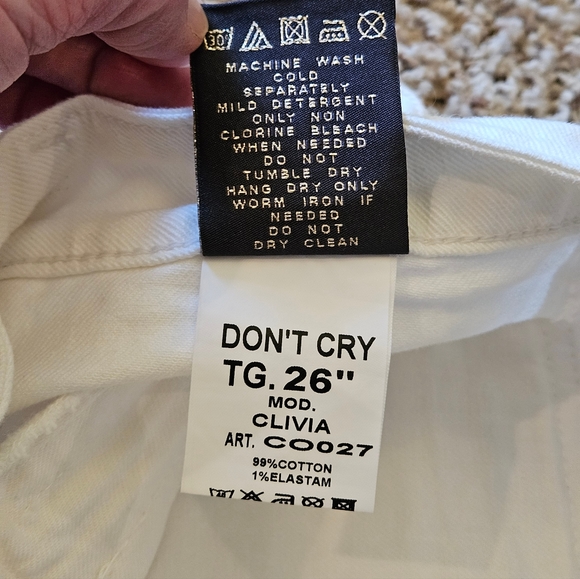 30°
MACHINE WASH
COLD
SEPARATELY
MILD DETERGENT
ONLY NON
CLORINE BLEACH
WHEN NEEDED
DO NOT
TUMBLE DRY
HANG DRY ONLY
WORM IRON IF
NEEDED
DO NOT
DRY CLEAN
DON'T CRY
TG. 26"
MOD.
CLIVIA
ART. CO027
99%COTTON
1%ELASTAM